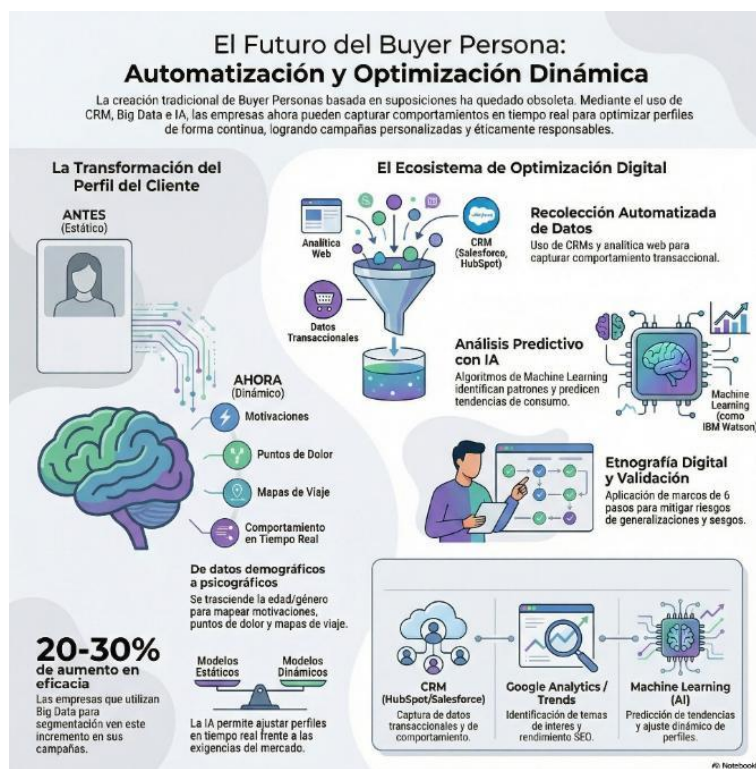 El Futuro del Buyer Persona:
Automatización y Optimización Dinámica
La creación tradicional de Buyer Personas basada en suposiciones ha quedado obsoleta. Mediante el uso de
CRM, Big Data e IA, las empresas ahora pueden capturar comportamientos en tiempo real para optimizar perfiles
de forma continua, logrando campañas personalizadas y éticamente responsables.
La Transformación del
Perfil del Cliente
ANTES
(Estático)
AHORA
(Dinámico)
Motivaciones
Puntos de Dolor
Mapas de Viaje
Comportamiento
en Tiempo Real
De datos demográficos
a psicográficos
Se trasciende la edad/género
para mapear motivaciones,
puntos de dolor y mapas de viaje.
20-30%
de aumento en
eficacia
Las empresas que utilizan
Big Data para
segmentación ven este
incremento en sus
campañas.
Modelos
Estáticos
Modelos
Dinámicos
La IA permite ajustar perfiles
en tiempo real frente a las
exigencias del mercado.
El Ecosistema de Optimización Digital
Analítica
Web
CRM
(Salesforce,
HubSpot)
Datos
Transaccionales
Recolección Automatizada
de Datos
Uso de CRMs y analítica web para
capturar comportamiento transaccional.
Análisis Predictivo
con IA
Algoritmos de Machine Learning
identifican patrones y predicen
tendencias de consumo.
Machine
Learning
(como
IBM Watson)
Etnografía Digital
y Validación
Aplicación de marcos de 6
pasos para mitigar riesgos
de generalizaciones y sesgos.
CRM
(HubSpot/Salesforce)
Captura de datos
transaccionales y de
comportamiento.
Google Analytics /
Trends
Identificación de temas
de interés y
rendimiento SEO.
Machine Learning
(AI)
Predicción de tendencias
y ajuste dinámico de
perfiles.